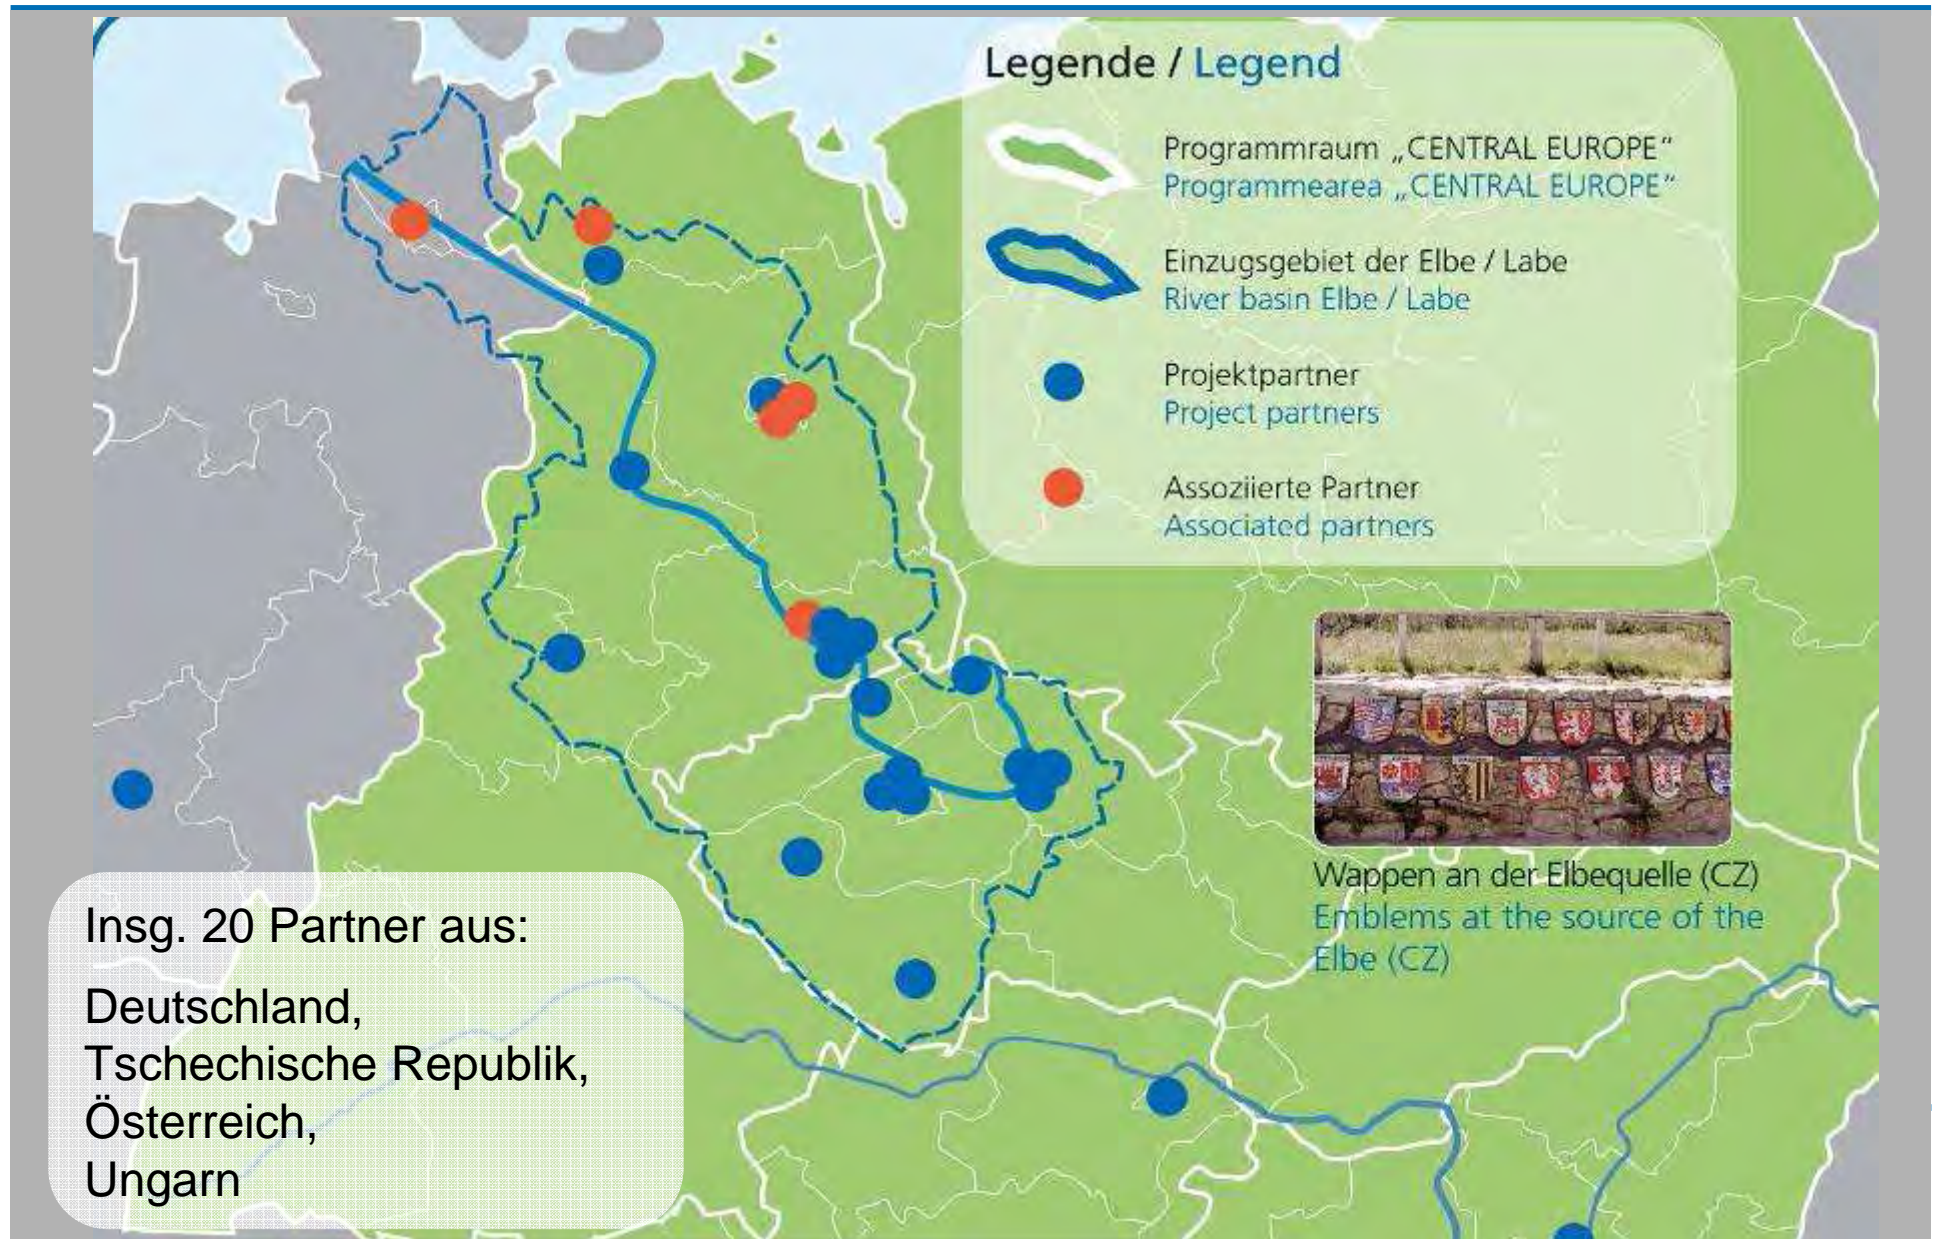 Legende / Legend
Programmraum „CENTRAL EUROPE“
Programmearea „CENTRAL EUROPE“
Einzugsgebiet der Elbe / Labe
River basin Elbe / Labe
Projektpartner
Project partners
Assoziierte Partner
Associated partners
Wappen an der Elbequelle (CZ)
Emblems at the source of the
Elbe (CZ)
Insg. 20 Partner aus:
Deutschland,
Tschechische Republik,
Österreich,
Ungarn